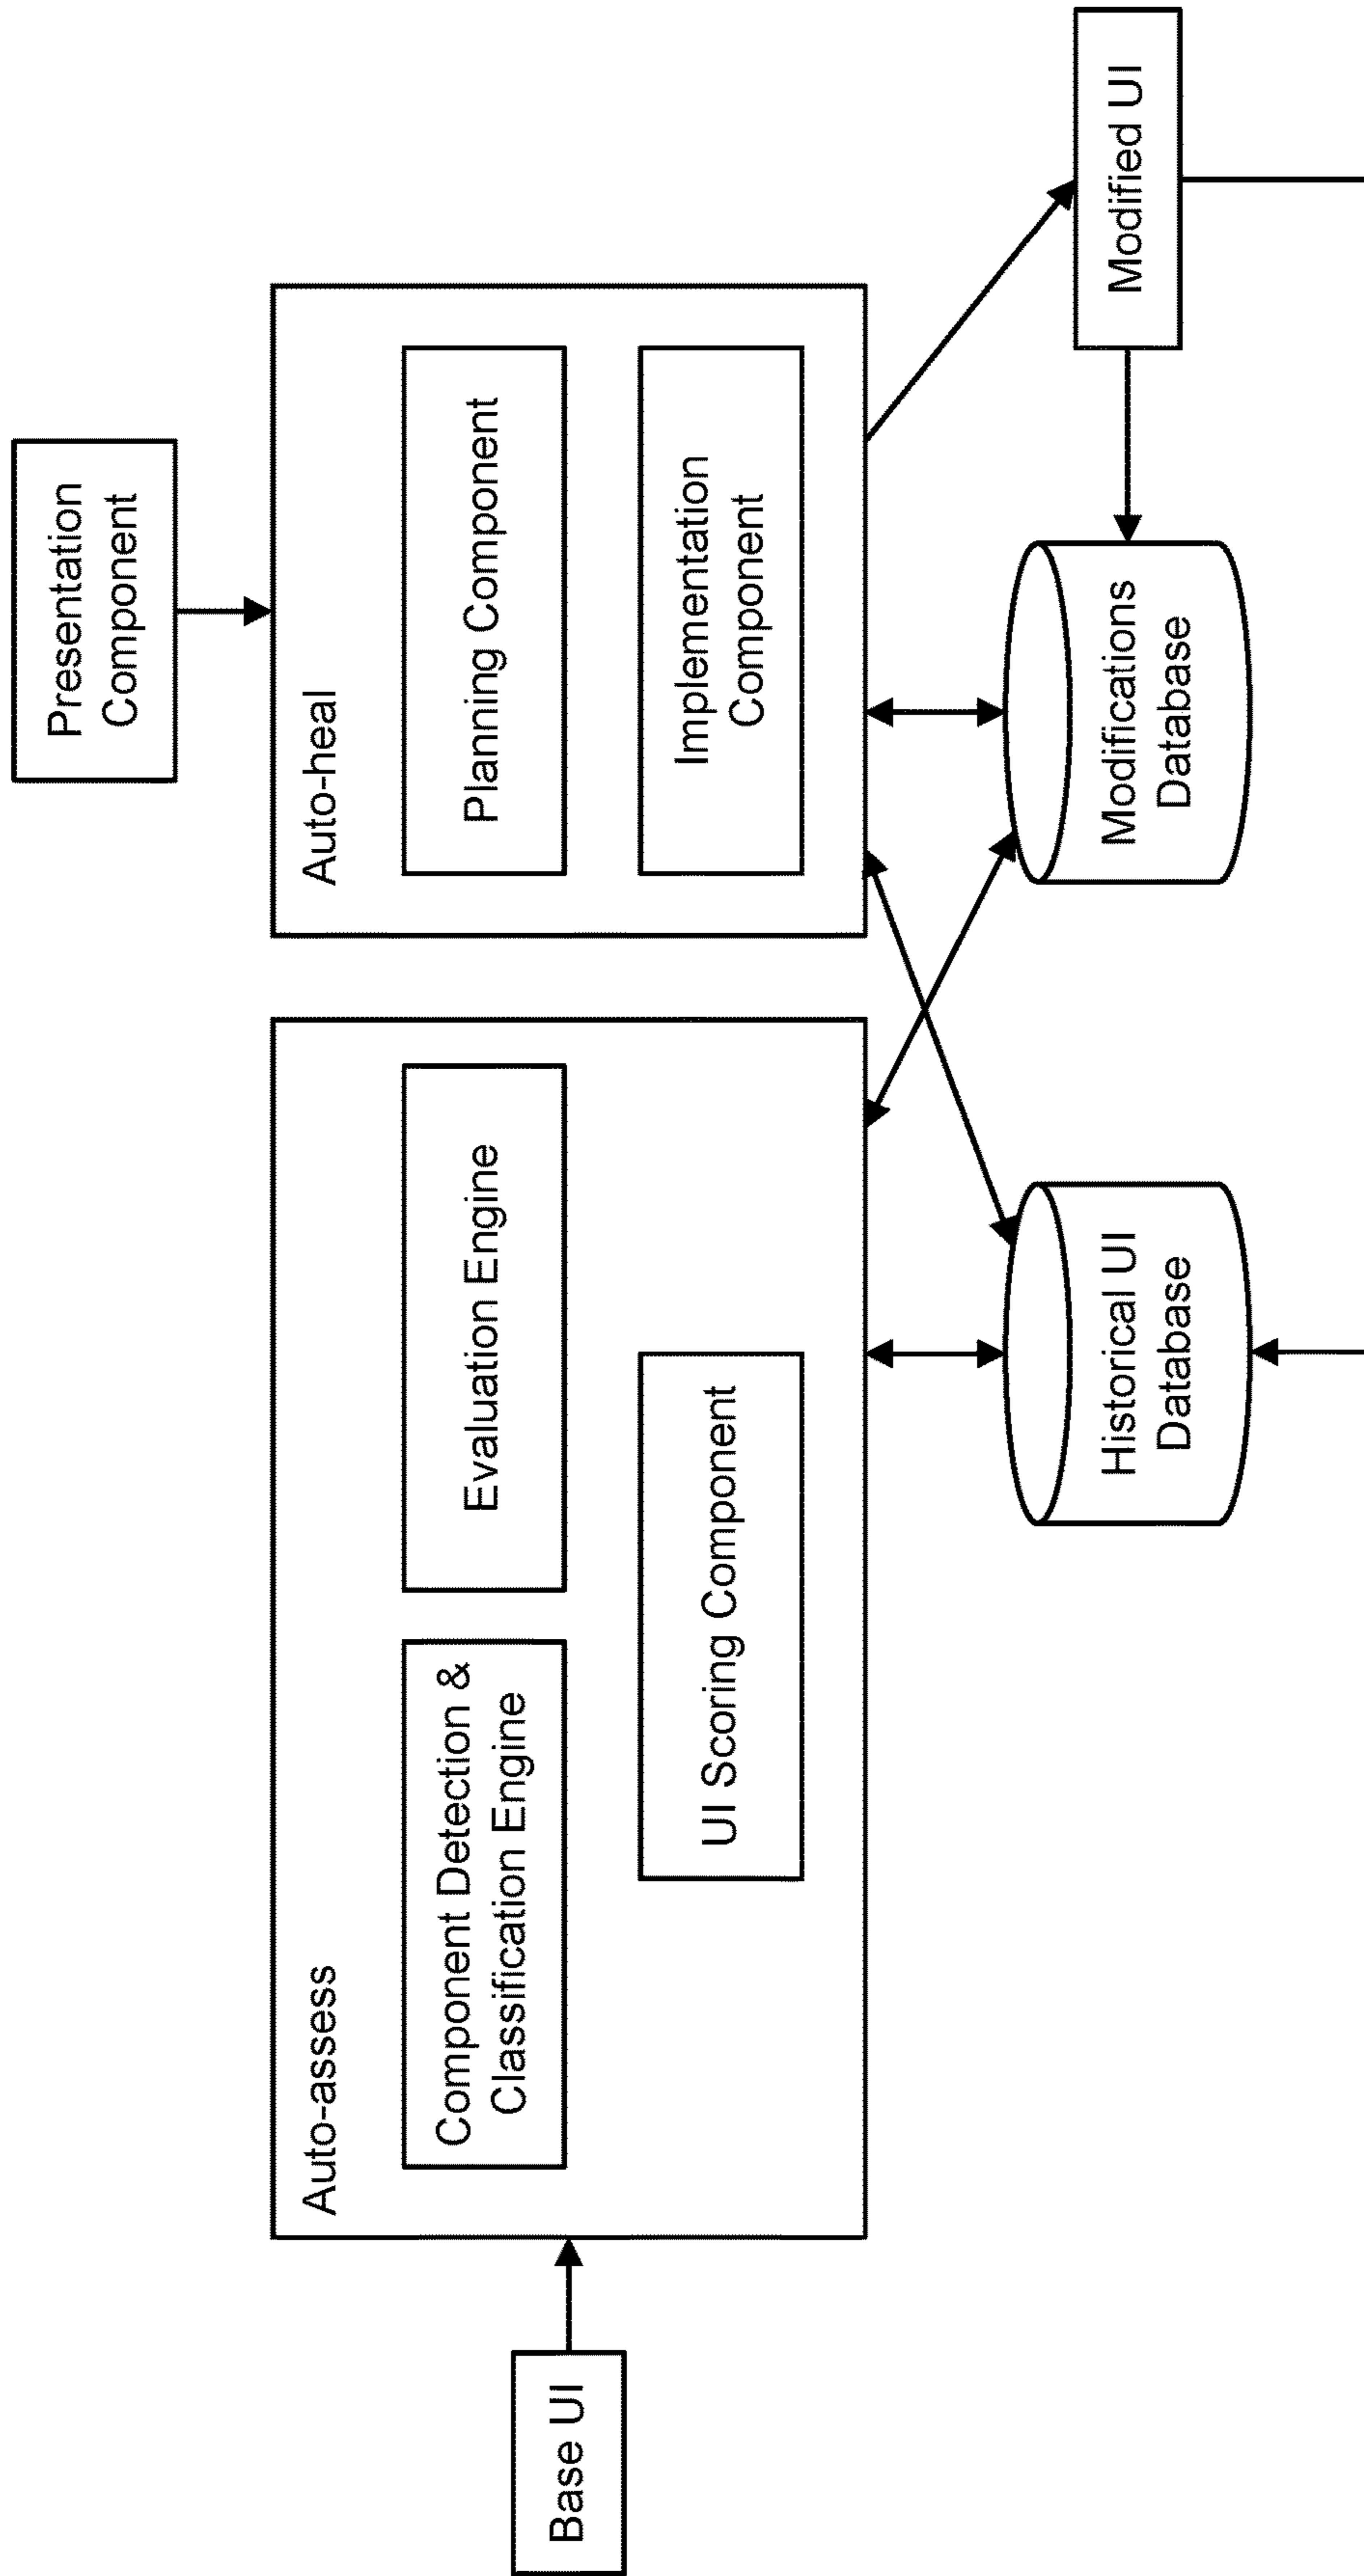 Base UI
Auto-assess
Component Detection &
Classification Engine
Evaluation Engine
UI Scoring Component
Presentation
Component
Auto-heal
Planning Component
Implementation
Component
Historical UI
Database
Modifications
Database
Modified UI